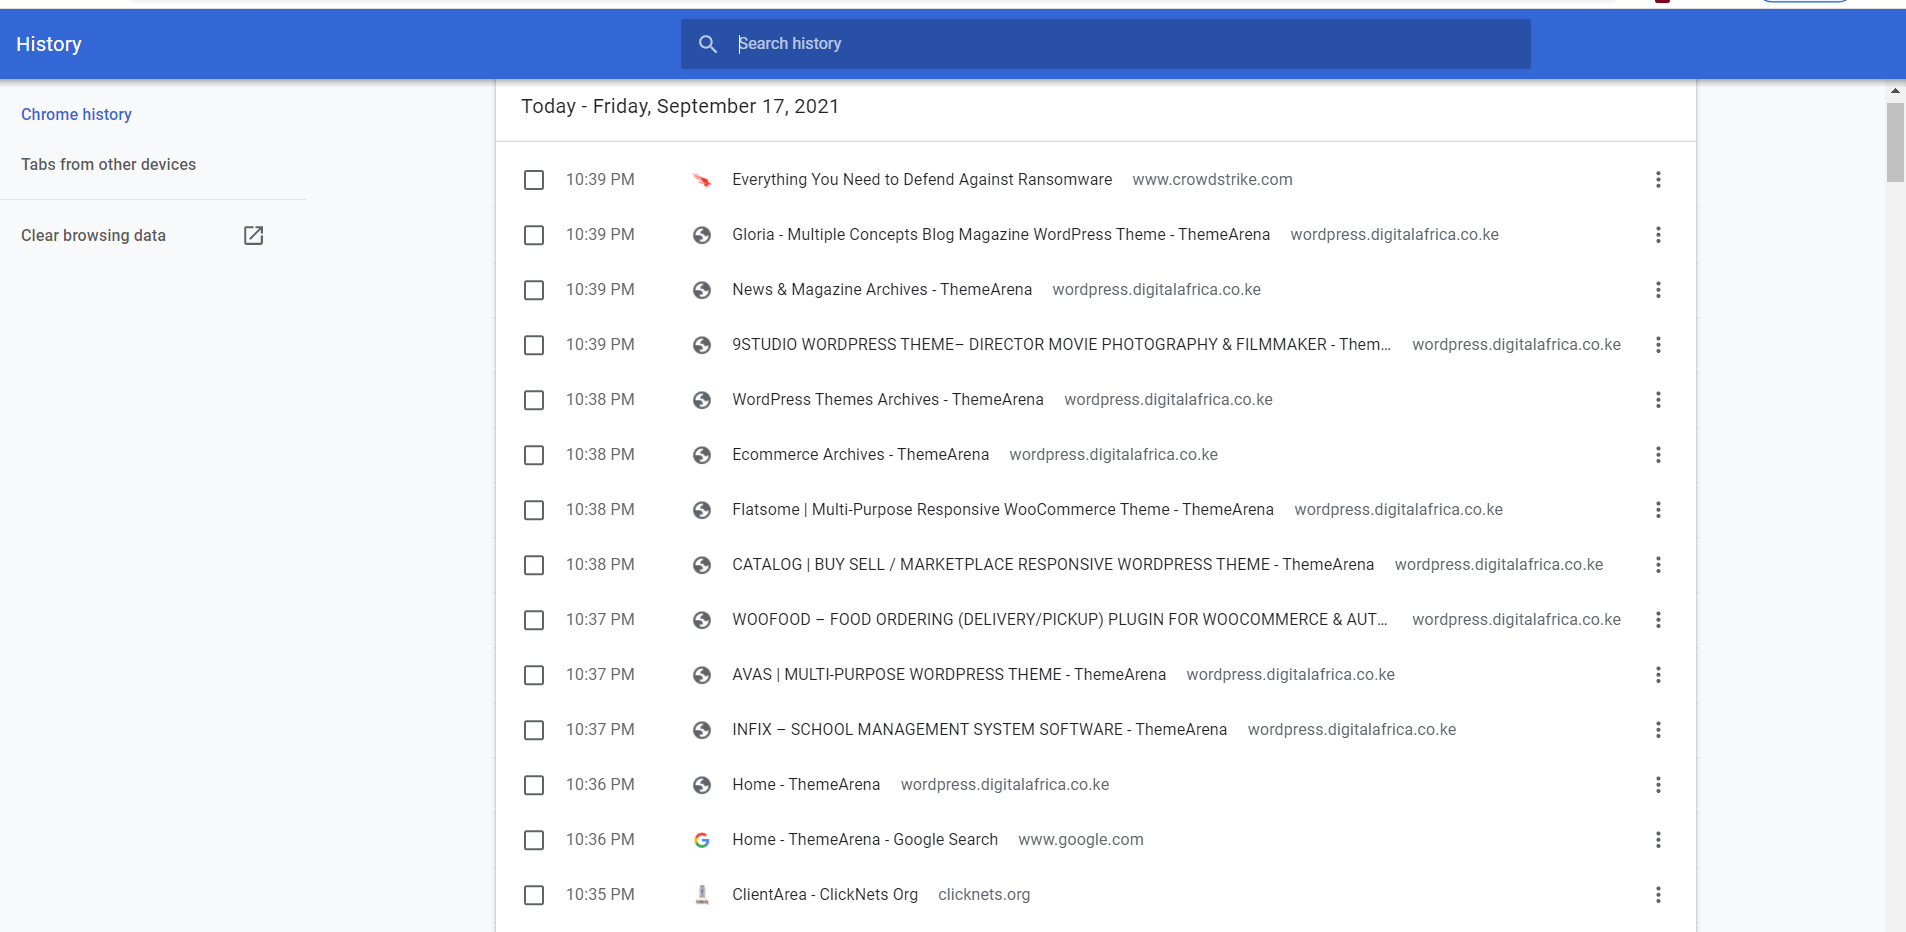 History
Search history
Chrome history
Tabs from other devices
Clear browsing data
Today - Friday, September 17, 2021
10:39 PM Everything You Need to Defend Against Ransomware www.crowdstrike.com
10:39 PM Gloria - Multiple Concepts Blog Magazine WordPress Theme - ThemeArena wordpress.digitalafrica.co.ke
10:39 PM News & Magazine Archives - ThemeArena wordpress.digitalafrica.co.ke
10:39 PM 9STUDIO WORDPRESS THEME– DIRECTOR MOVIE PHOTOGRAPHY & FILMMAKER - Them... wordpress.digitalafrica.co.ke
10:38 PM WordPress Themes Archives - ThemeArena wordpress.digitalafrica.co.ke
10:38 PM Ecommerce Archives - ThemeArena wordpress.digitalafrica.co.ke
10:38 PM Flatsome | Multi-Purpose Responsive WooCommerce Theme - ThemeArena wordpress.digitalafrica.co.ke
10:38 PM CATALOG | BUY SELL / MARKETPLACE RESPONSIVE WORDPRESS THEME - ThemeArena wordpress.digitalafrica.co.ke
10:37 PM WOOFOOD – FOOD ORDERING (DELIVERY/PICKUP) PLUGIN FOR WOOCOMMERCE & AUT... wordpress.digitalafrica.co.ke
10:37 PM AVAS | MULTI-PURPOSE WORDPRESS THEME - ThemeArena wordpress.digitalafrica.co.ke
10:37 PM INFIX – SCHOOL MANAGEMENT SYSTEM SOFTWARE - ThemeArena wordpress.digitalafrica.co.ke
10:36 PM Home - ThemeArena wordpress.digitalafrica.co.ke
10:36 PM Home - ThemeArena - Google Search www.google.com
10:35 PM ClientArea - ClickNets Org clicknets.org